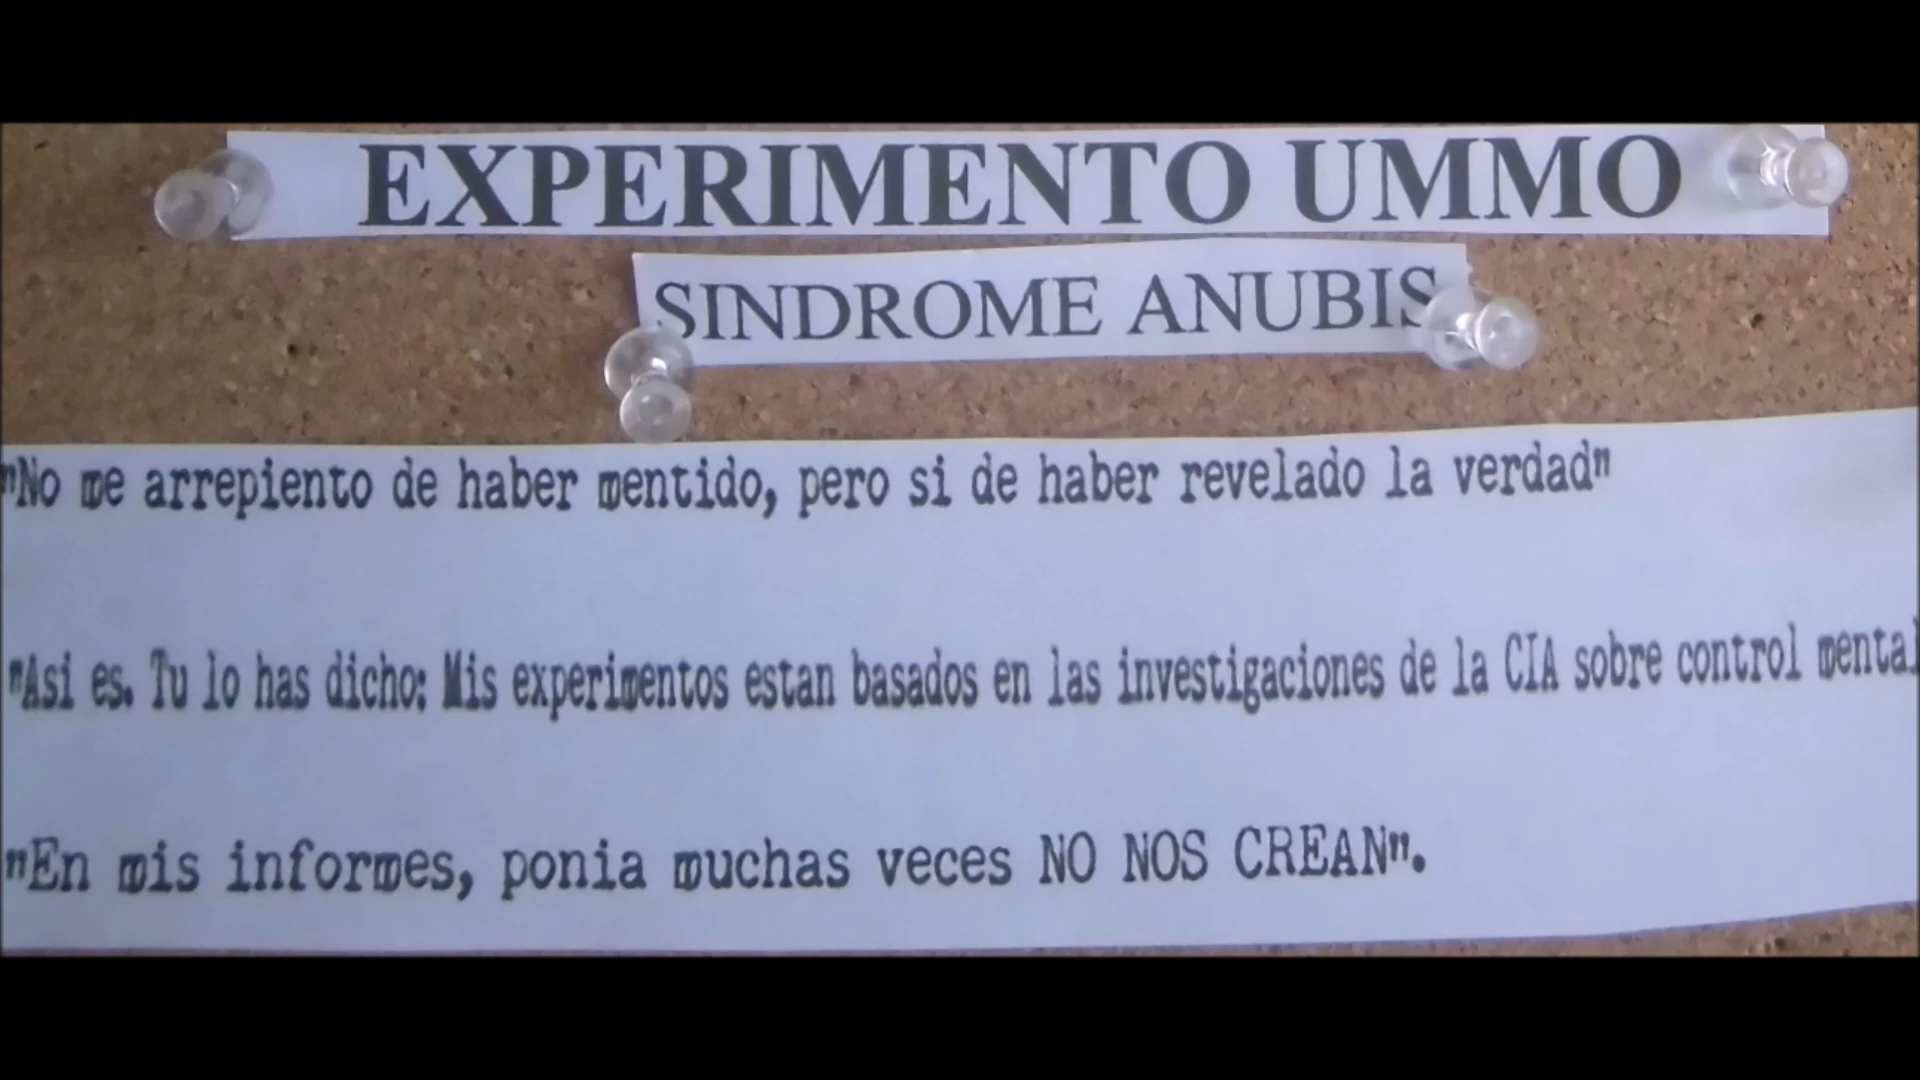 EXPERIMENTO UMMO
SINDROME ANUBIS
"No me arrepiento de haber mentido, pero si de haber revelado la verdad"
"Asi es. Tu lo has dicho: Mis experimentos estan basados en las investigaciones de la CIA sobre control mental
"En mis informes, ponia muchas veces NO NOS CREAN".